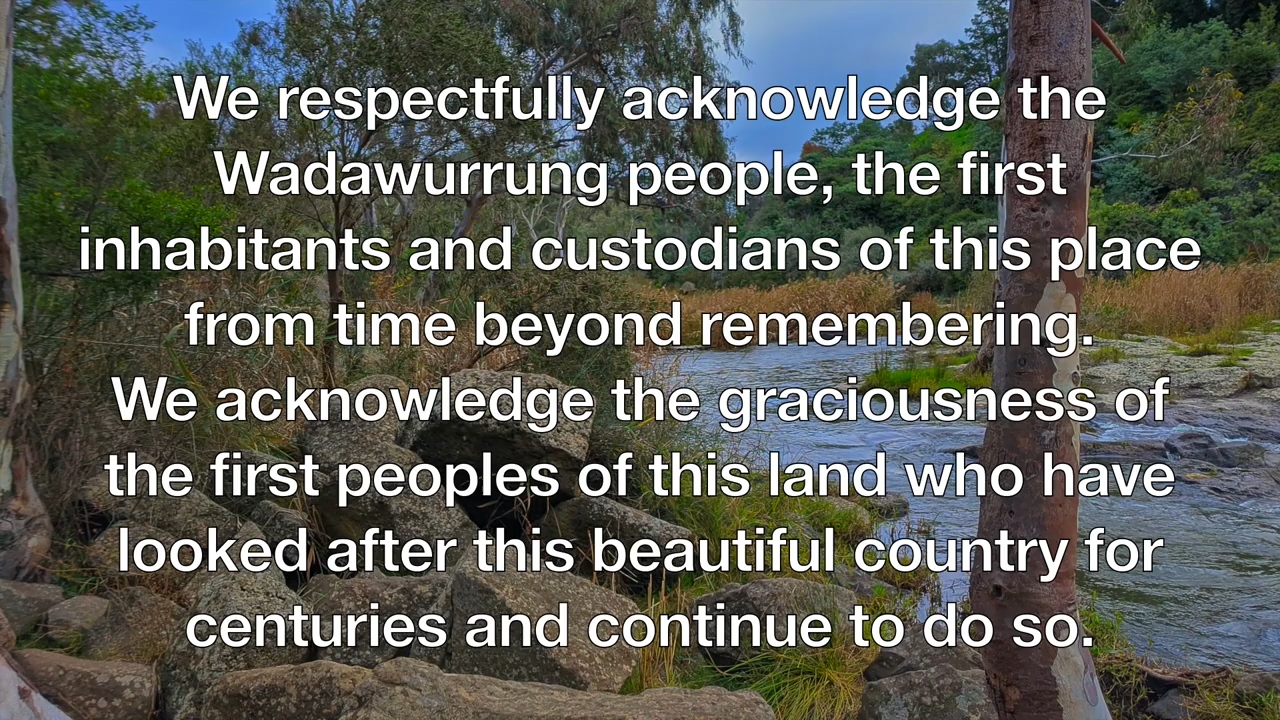 We respectfully acknowledge the
Wadawurrung people, the first
inhabitants and custodians of this place
from time beyond remembering.
We acknowledge the graciousness of
the first peoples of this land who have
looked after this beautiful country for
centuries and continue to do so.